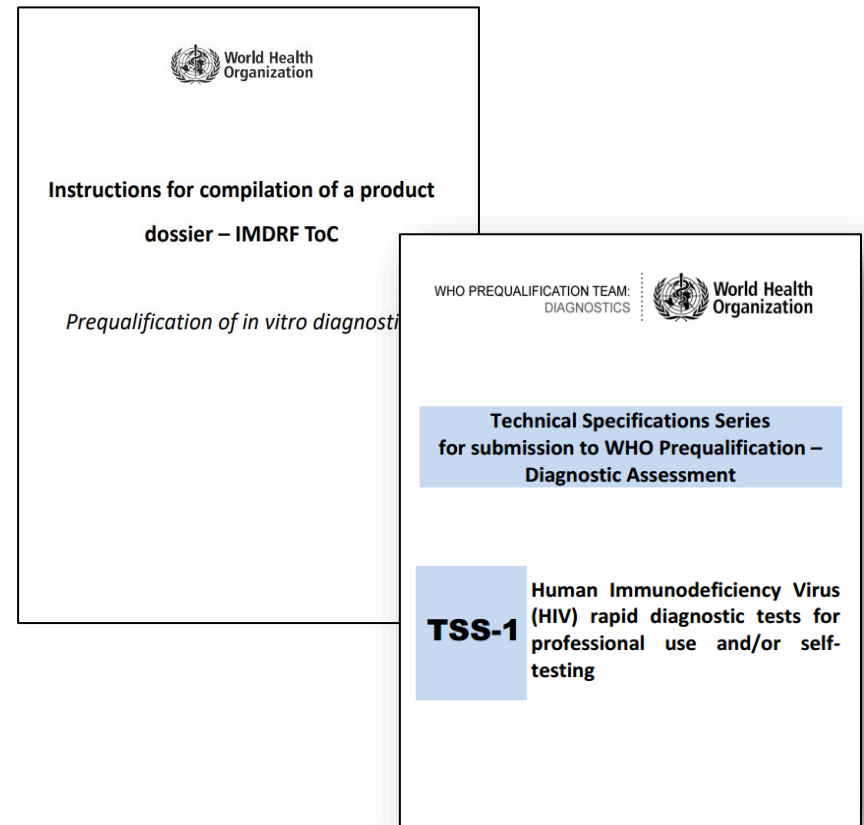 World Health
Organization
Instructions for compilation of a product
dossier – IMDRF ToC
Prequalification of in vitro
WHO PREQUALIFICATION TEAM:
DIAGNOSTICS
World Health
Organization
Technical Specifications Series
for submission to WHO Prequalification –
Diagnostic Assessment
TSS-1
Human Immunodeficiency Virus
(HIV) rapid diagnostic tests for
professional use and/or self-
testing